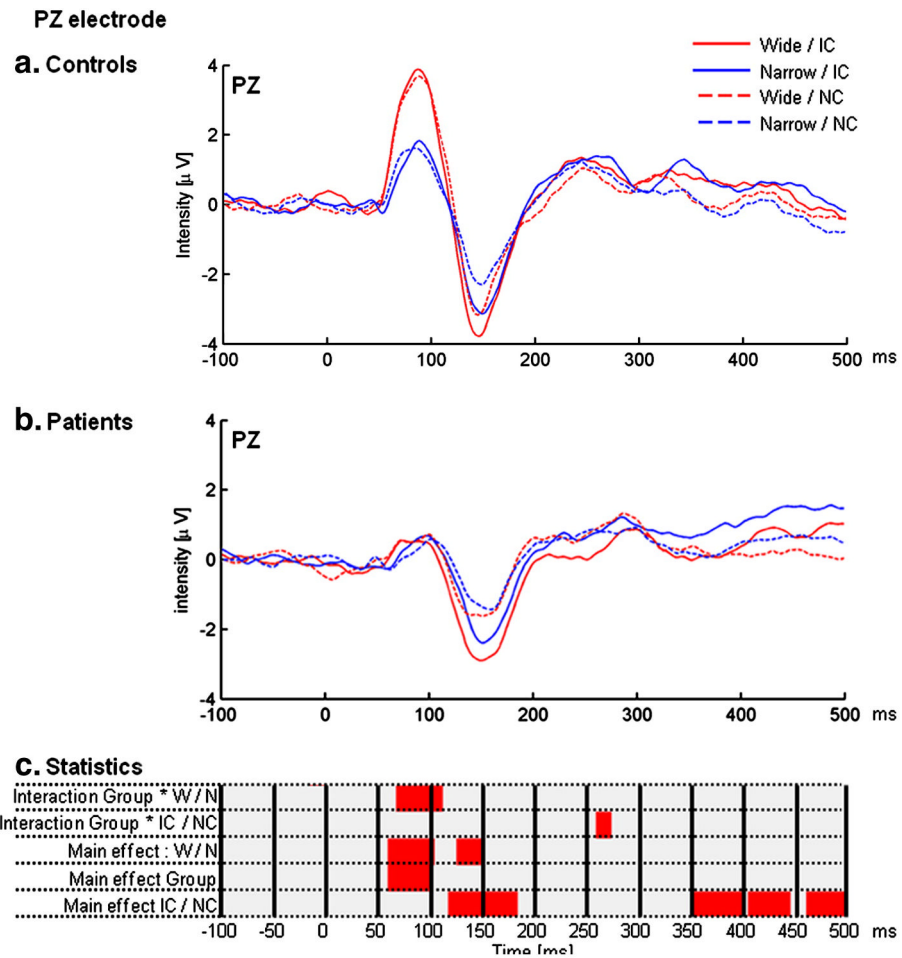 PZ electrode
a. Controls
PZ
Wide / IC
Narrow / IC
Wide / NC
Narrow / NC
Intensity [µ V]
4
2
0
-2
-4
-100 0 100 200 300 400 500 ms
b. Patients
PZ
intensity [µ V]
4
2
0
-2
-4
-100 0 100 200 300 400 500 ms
c. Statistics
Interaction Group * W / N
Interaction Group * IC / NC
Main effect : W / N
Main effect Group
Main effect IC / NC
-100 -50 0 50 100 150 200 250 300 350 400 450 500 ms
Time [ms]